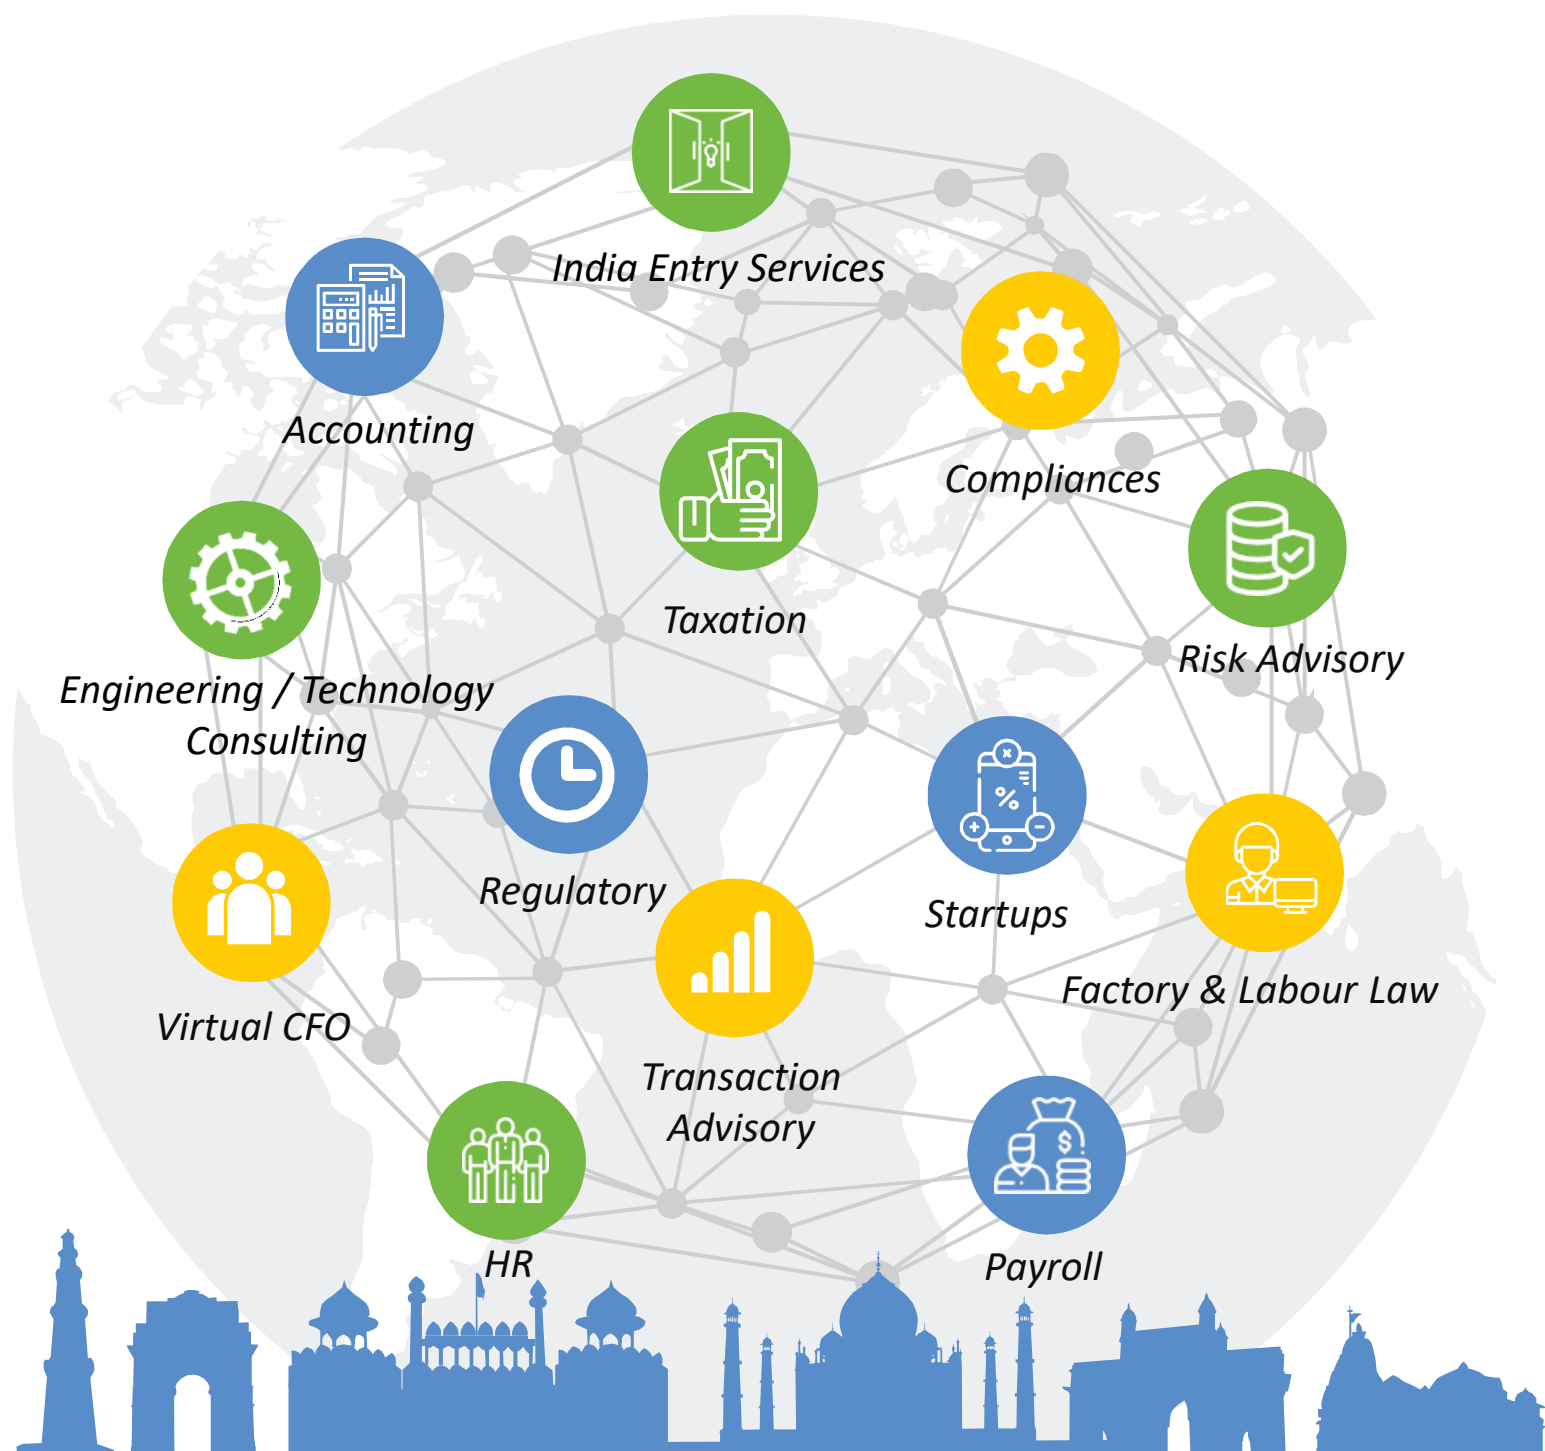 India Entry Services
Accounting
Compliances
Taxation
Risk Advisory
Engineering / Technology
Consulting
Regulatory
Startups
Factory & Labour Law
Virtual CFO
Transaction
Advisory
HR
Payroll